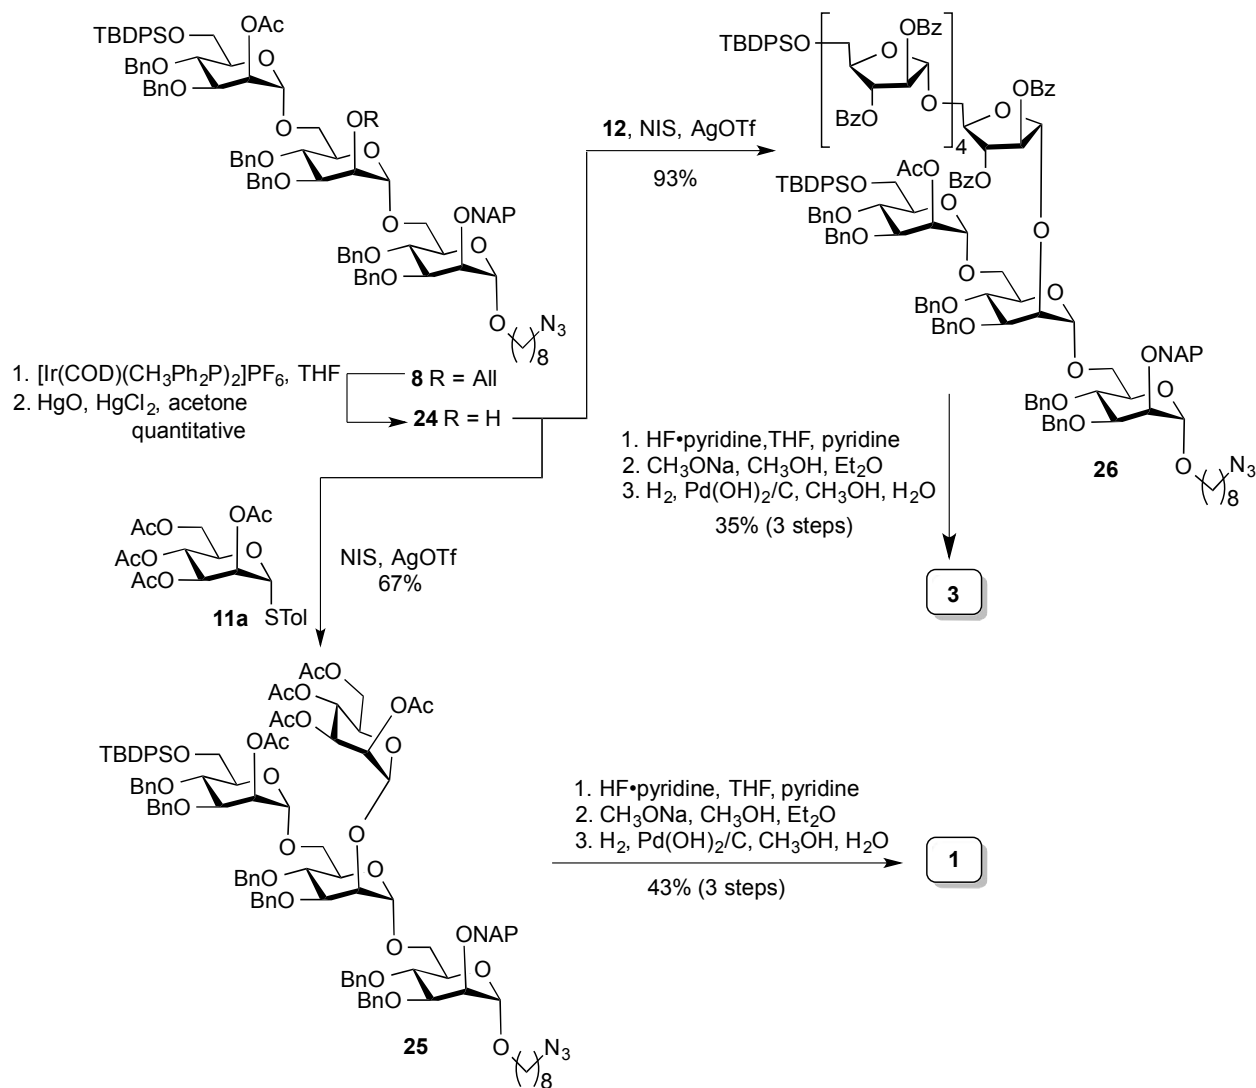 TBDPSO
OAc
BnO
BnO
O
O
OR
BnO
BnO
O
O
ONAP
BnO
BnO
O
O
N3
8
1. [Ir(COD)(CH3Ph2P)2]PF6, THF
2. HgO, HgCl2, acetone
quantitative
8 R = All
24 R = H
12, NIS, AgOTf
93%
TBDPSO
OBz
O
BzO
O
4
O
OBz
BzO
TBDPSO
AcO
O
BnO
BnO
O
O
O
BnO
BnO
O
ONAP
O
BnO
BnO
O
N3
8
26
1. HF•pyridine,THF, pyridine
2. CH3ONa, CH3OH, Et2O
3. H2, Pd(OH)2/C, CH3OH, H2O
35% (3 steps)
3
AcO
OAc
O
AcO
AcO
11a
STol
NIS, AgOTf
67%
AcO
AcO
AcO
OAc
O
TBDPSO
OAc
O
BnO
BnO
O
O
O
BnO
BnO
O
ONAP
O
BnO
BnO
O
N3
8
25
1. HF•pyridine, THF, pyridine
2. CH3ONa, CH3OH, Et2O
3. H2, Pd(OH)2/C, CH3OH, H2O
43% (3 steps)
1